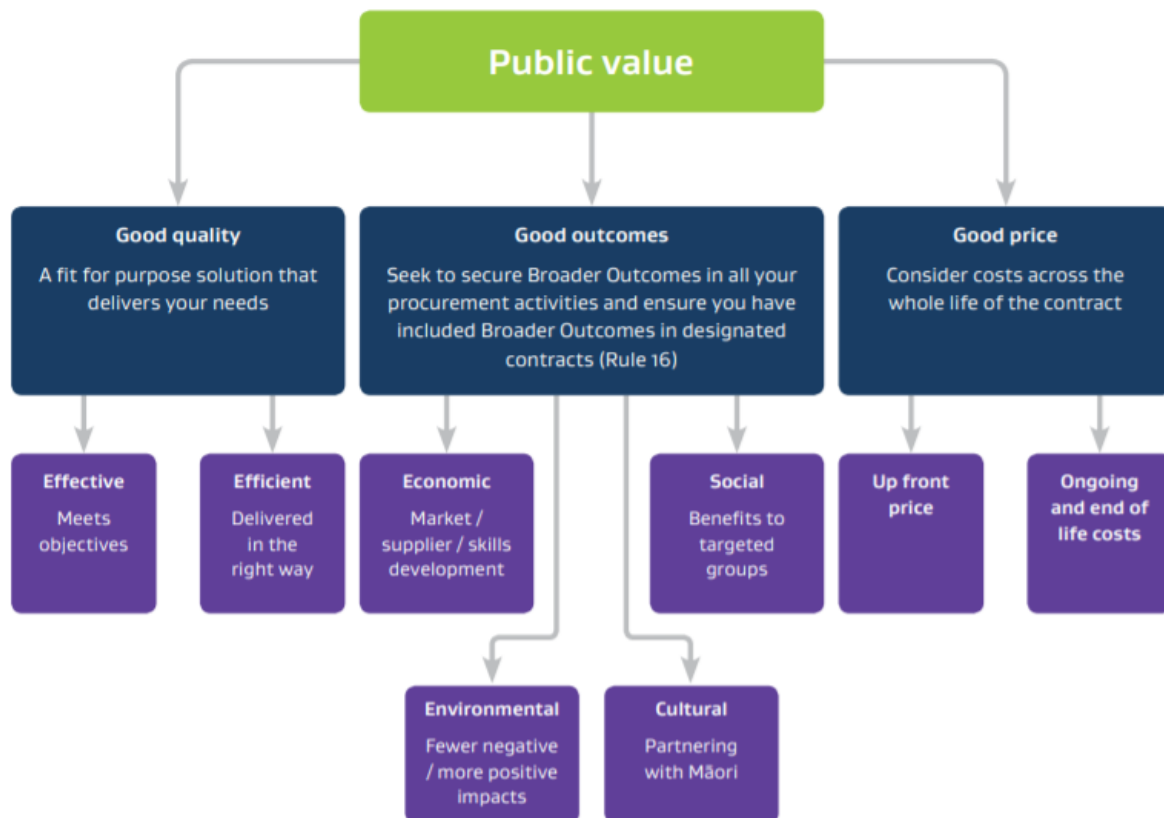 Public value
Good quality
A fit for purpose solution that
delivers your needs
Good outcomes
Seek to secure Broader Outcomes in all your
procurement activities and ensure you have
included Broader Outcomes in designated
contracts (Rule 16)
Good price
Consider costs across the
whole life of the contract
Effective
Meets
objectives
Efficient
Delivered
in the
right way
Economic
Market /
supplier / skills
development
Social
Benefits to
targeted
groups
Up front
price
Ongoing
and end of
life costs
Environmental
Fewer negative
/ more positive
impacts
Cultural
Partnering
with Māori